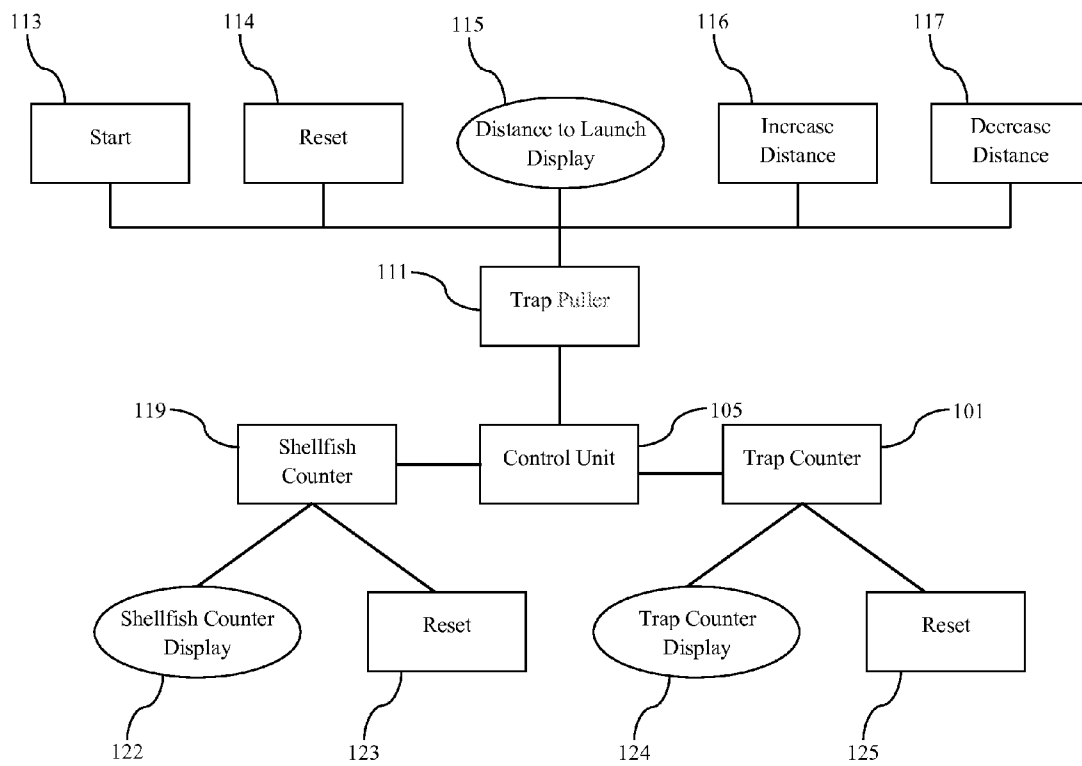 113
114
115
116
117
Start
Reset
Distance to Launch
Display
Increase
Distance
Decrease
Distance
111
Trap Puller
119
105
101
Shellfish
Counter
Control Unit
Trap Counter
Shellfish Counter
Display
Reset
Trap Counter
Display
Reset
122
123
124
125